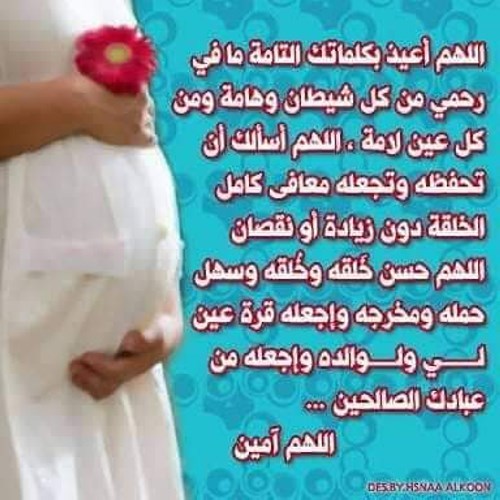 اللهم أعيذ بكلماتك التامة ما في
رحمي من كل شيطان وهامة ومن
كل عين لامة ، اللهم أسألك أن
تحفظه وتجعله معافى كامل
الخلقة دون زيادة أو نقصان
اللهم حسن خَلقه وخُلقه وسهل
حمله ومخرجه وإجعله قرة عين
لـــي ولـــوالده وإجعله من
عبادك الصالحين ...
اللهم آمين
DES.BY.HSNAA ALKOON